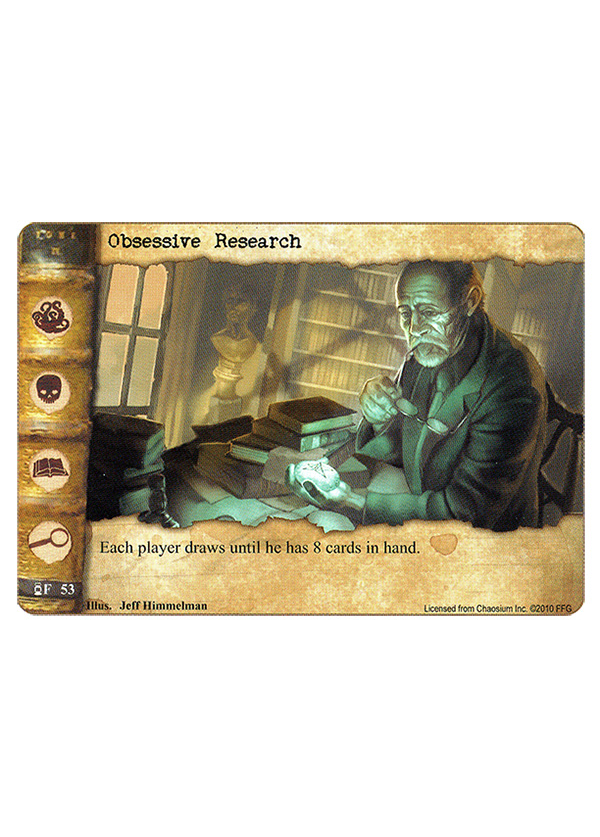 Obsessive Research
Each player draws until he has 8 cards in hand.
F 53
Illus. Jeff Himmelman
Licensed from Chaosium Inc. ©2010 FFG